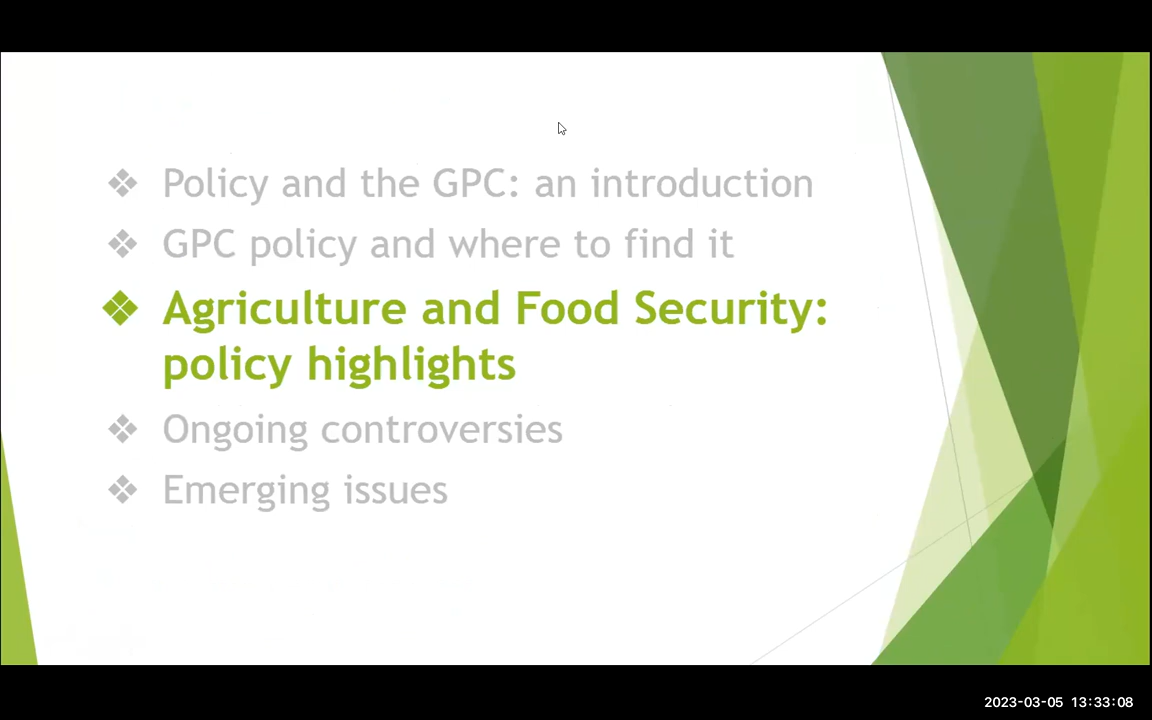 ❖ Policy and the GPC: an introduction
❖ GPC policy and where to find it
❖ Agriculture and Food Security:
policy highlights
❖ Ongoing controversies
❖ Emerging issues
2023-03-05 13:33:08